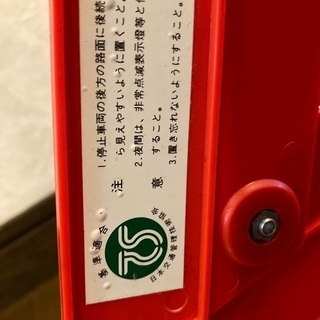 注意
1.停止車両の後方の路面に後続
ら見えやすいように置くこと
2.夜間は、非常点滅表示燈等と
すること。
3.置き忘れないようにすること。
基準適合
TS
日本交通管理技術協会